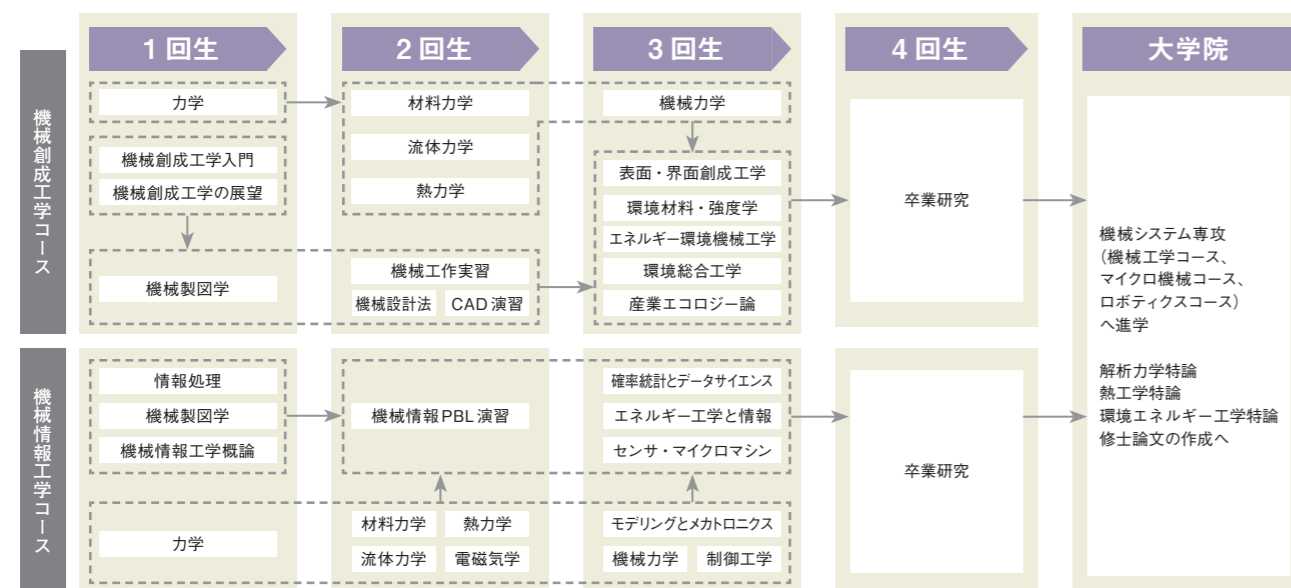 1 回生
2 回生
3 回生
4 回生
大学院
機械創成工学コース
力学
機械創成工学入門
機械創成工学の展望
機械製図学
材料力学
流体力学
熱力学
機械工作実習
機械設計法
CAD 演習
機械力学
表面・界面創成工学
環境材料・強度学
エネルギー環境機械工学
環境総合工学
産業エコロジー論
卒業研究
機械情報工学コース
情報処理
機械製図学
機械情報工学概論
力学
機械情報PBL演習
材料力学
熱力学
流体力学
電磁気学
確率統計とデータサイエンス
エネルギー工学と情報
センサ・マイクロマシン
モデリングとメカトロニクス
機械力学
制御工学
卒業研究
機械システム専攻
（機械工学コース、
マイクロ機械コース、
ロボティクスコース）
へ進学
解析力学特論
熱工学特論
環境エネルギー工学特論
修士論文の作成へ